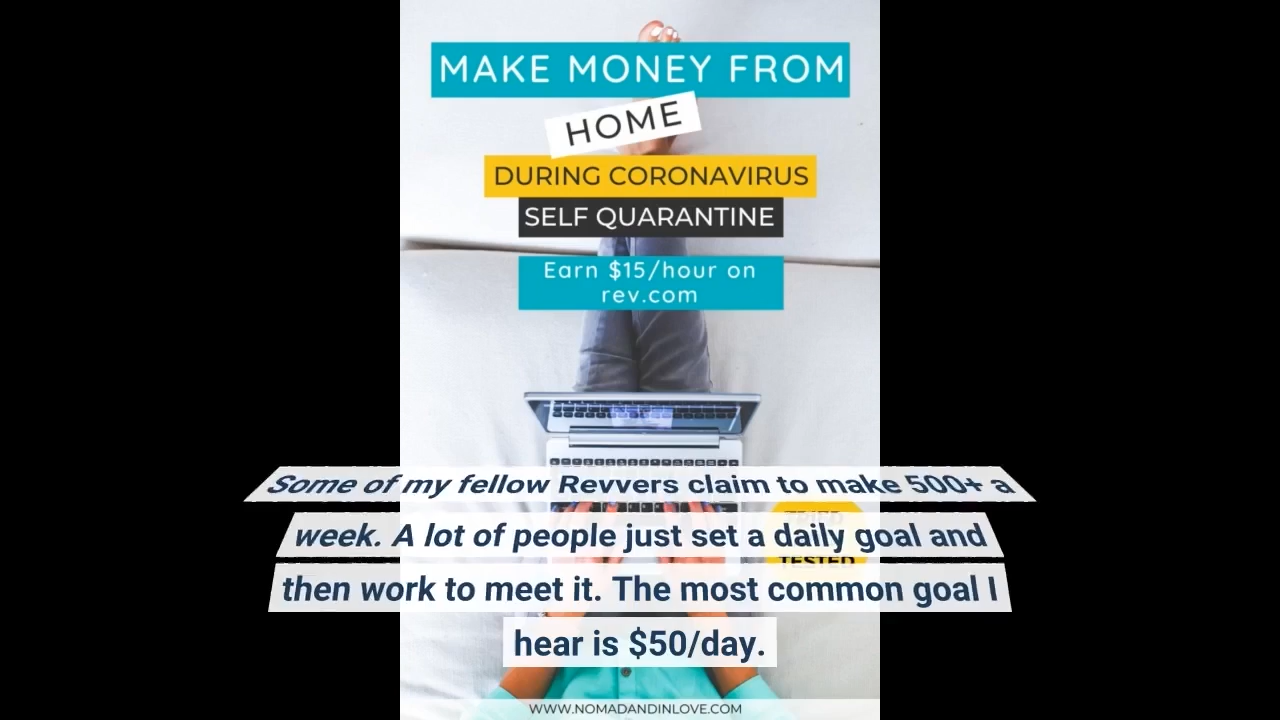 MAKE MONEY FROM
HOME
DURING CORONAVIRUS
SELF QUARANTINE
Earn $15/hour on
rev.com
Some of my fellow Revvers claim to make 500+ a
week. A lot of people just set a daily goal and
TESTED
then work to meet it. The most common goal I
hear is $50/day.
WWW.NOMADANDINLOVE.COM